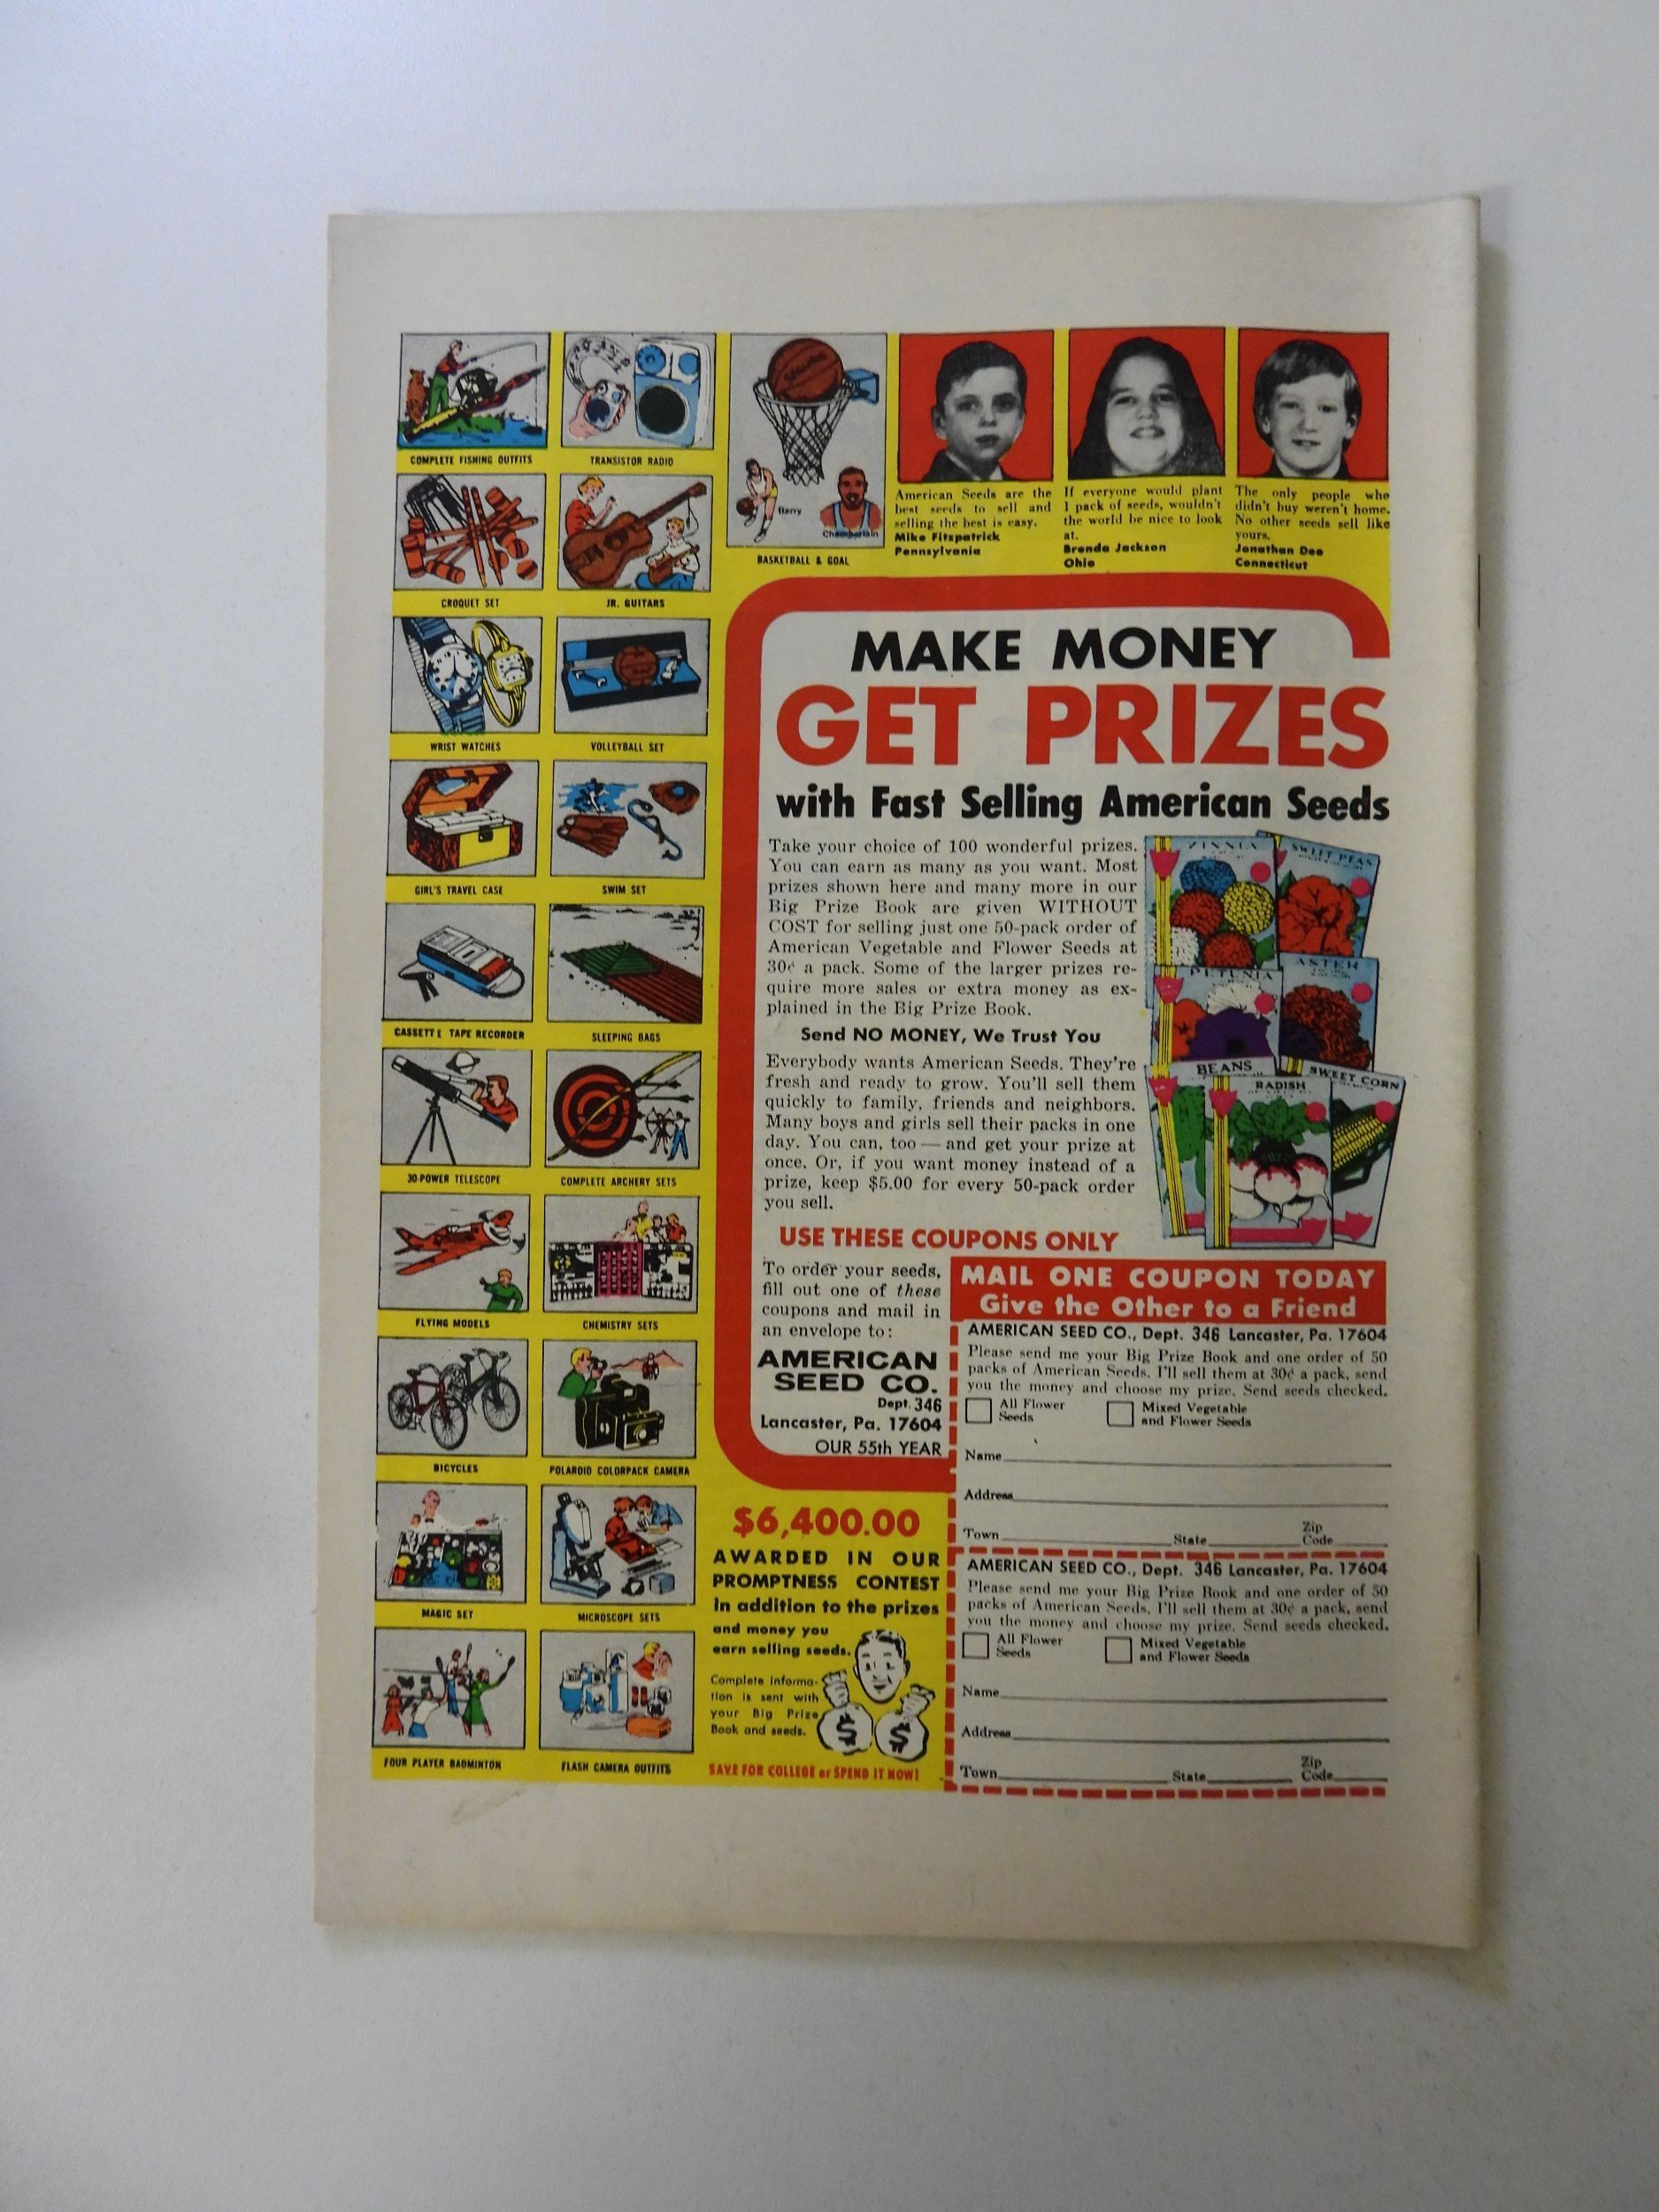 COMPLETE FISHING OUTFITS
TRANSISTOR RADIO
CROQUET SET
JR. GUITARS
WRIST WATCHES
VOLLEYBALL SET
GIRL'S TRAVEL CASE
SWIM SET
CASSETTE TAPE RECORDER
SLEEPING BAGS
30-POWER TELESCOPE
COMPLETE ARCHERY SETS
FLYING MODELS
CHEMISTRY SETS
BICYCLES
POLAROID COLORPACK CAMERA
MAGIC SET
MICROSCOPE SETS
FOUR PLAYER BADMINTON
FLASH CAMERA OUTFITS
Barry
Chamberlain
BASKETBALL & GOAL
American Seeds are the
best seeds to sell and
selling the best is easy.
Mike Fitzpatrick
Pennsylvania
If everyone would plant
1 pack of seeds, wouldn't
the world be nice to look
at.
Brenda Jackson
Ohio
The only people who
didn't buy weren't home.
No other seeds sell like
yours.
Jonathan Dee
Connecticut
MAKE MONEY
GET PRIZES
with Fast Selling American Seeds
Take your choice of 100 wonderful prizes.
You can earn as many as you want. Most
prizes shown here and many more in our
Big Prize Book are given WITHOUT
COST for selling just one 50-pack order of
American Vegetable and Flower Seeds at
30¢ a pack. Some of the larger prizes re-
quire more sales or extra money as ex-
plained in the Big Prize Book.
Send NO MONEY, We Trust You
Everybody wants American Seeds. They're
fresh and ready to grow. You'll sell them
quickly to family, friends and neighbors.
Many boys and girls sell their packs in one
day. You can, too — and get your prize at
once. Or, if you want money instead of a
prize, keep $5.00 for every 50-pack order
you sell.
ZINNIA
SWEET PEAS
PETUNIA
ASTER
BEANS
RADISH
SWEET CORN
USE THESE COUPONS ONLY
To order your seeds,
fill out one of these
coupons and mail in
an envelope to:
AMERICAN
SEED CO.
Dept. 346
Lancaster, Pa. 17604
OUR 55th YEAR
MAIL ONE COUPON TODAY
Give the Other to a Friend
AMERICAN SEED CO., Dept. 346 Lancaster, Pa. 17604
Please send me your Big Prize Book and one order of 50
packs of American Seeds. I'll sell them at 30¢ a pack, send
you the money and choose my prize. Send seeds checked.
All Flower
Seeds
Mixed Vegetable
and Flower Seeds
Name
Address
Town State Zip Code
AMERICAN SEED CO., Dept. 346 Lancaster, Pa. 17604
Please send me your Big Prize Book and one order of 50
packs of American Seeds. I'll sell them at 30¢ a pack, send
you the money and choose my prize. Send seeds checked.
All Flower
Seeds
Mixed Vegetable
and Flower Seeds
Name
Address
Town State Zip Code
$6,400.00
AWARDED IN OUR
PROMPTNESS CONTEST
in addition to the prizes
and money you
earn selling seeds.
Complete informa-
tion is sent with
your Big Prize
Book and seeds.
$ $
SAVE FOR COLLEGE or SPEND IT NOW!